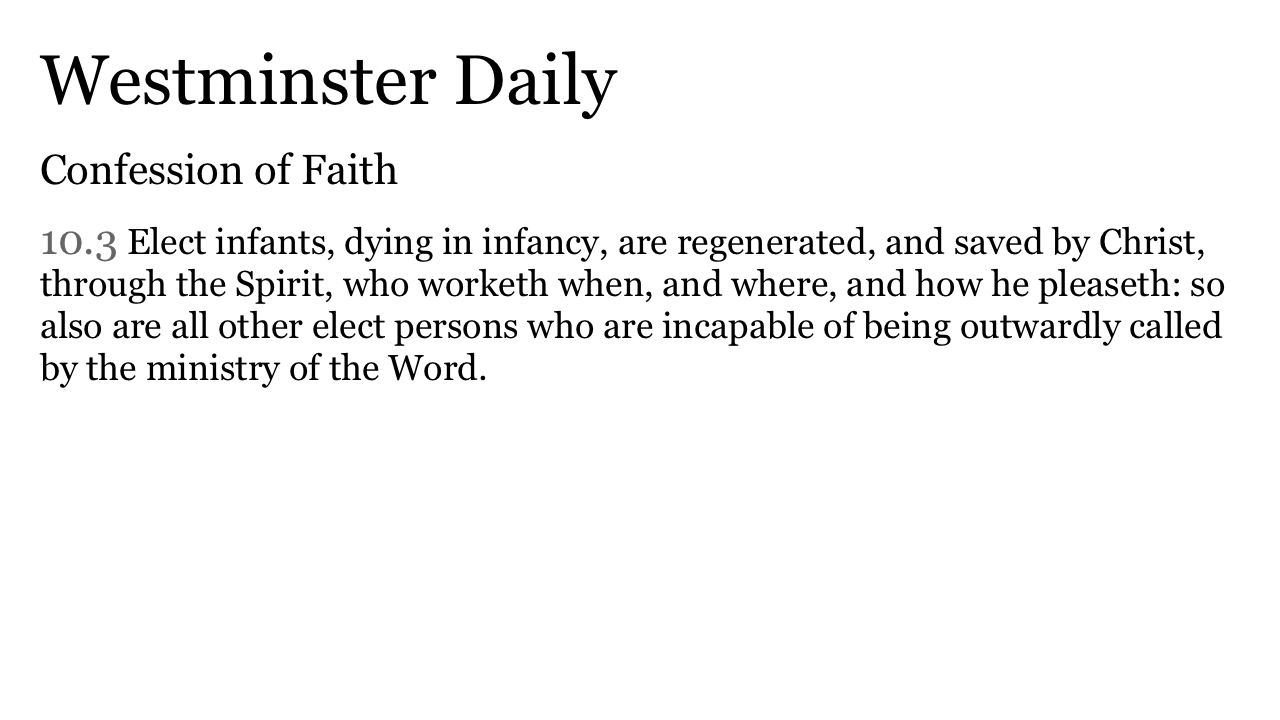 Westminster Daily
Confession of Faith
10.3 Elect infants, dying in infancy, are regenerated, and saved by Christ,
through the Spirit, who worketh when, and where, and how he pleaseth: so
also are all other elect persons who are incapable of being outwardly called
by the ministry of the Word.